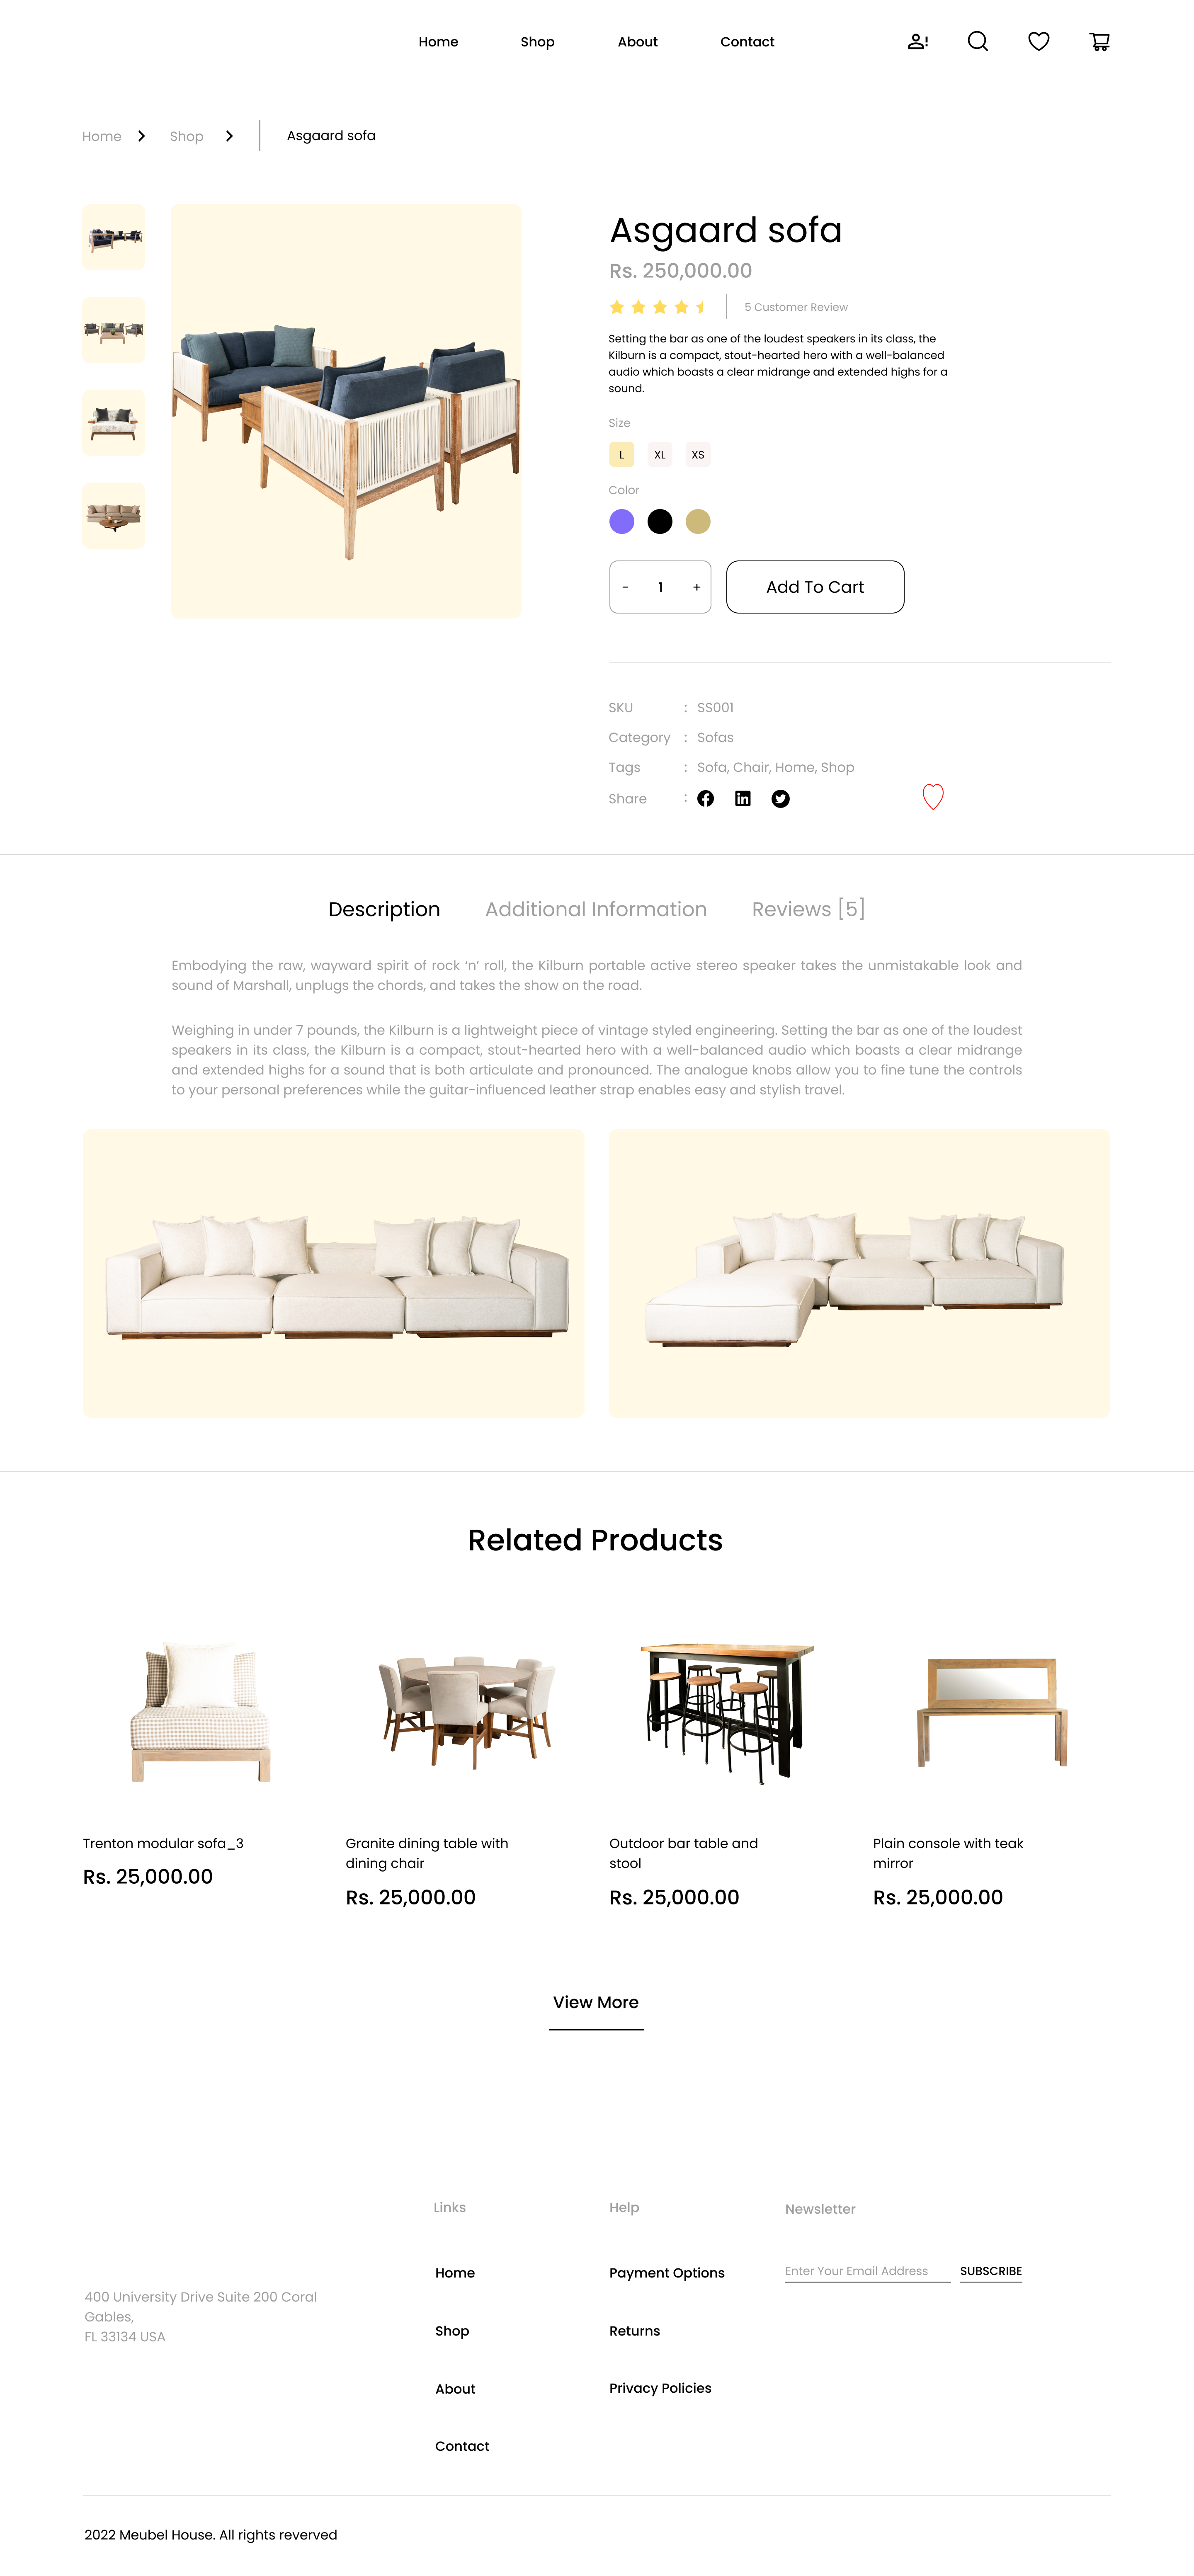 Home Shop About Contact
Home Shop Asgaard sofa
Asgaard sofa
Rs. 250,000.00
5 Customer Review
Setting the bar as one of the loudest speakers in its class, the
Kilburn is a compact, stout-hearted hero with a well-balanced
audio which boasts a clear midrange and extended highs for a
sound.
Size
L XL XS
Color
- 1 + Add To Cart
SKU : SS001
Category : Sofas
Tags : Sofa, Chair, Home, Shop
Share :
Description Additional Information Reviews [5]
Embodying the raw, wayward spirit of rock ‘n’ roll, the Kilburn portable active stereo speaker takes the unmistakable look and
sound of Marshall, unplugs the chords, and takes the show on the road.
Weighing in under 7 pounds, the Kilburn is a lightweight piece of vintage styled engineering. Setting the bar as one of the loudest
speakers in its class, the Kilburn is a compact, stout-hearted hero with a well-balanced audio which boasts a clear midrange
and extended highs for a sound that is both articulate and pronounced. The analogue knobs allow you to fine tune the controls
to your personal preferences while the guitar-influenced leather strap enables easy and stylish travel.
Related Products
Trenton modular sofa_3
Rs. 25,000.00
Granite dining table with
dining chair
Rs. 25,000.00
Outdoor bar table and
stool
Rs. 25,000.00
Plain console with teak
mirror
Rs. 25,000.00
View More
400 University Drive Suite 200 Coral
Gables,
FL 33134 USA
Links
Home
Shop
About
Contact
Help
Payment Options
Returns
Privacy Policies
Newsletter
Enter Your Email Address SUBSCRIBE
2022 Meubel House. All rights reverved